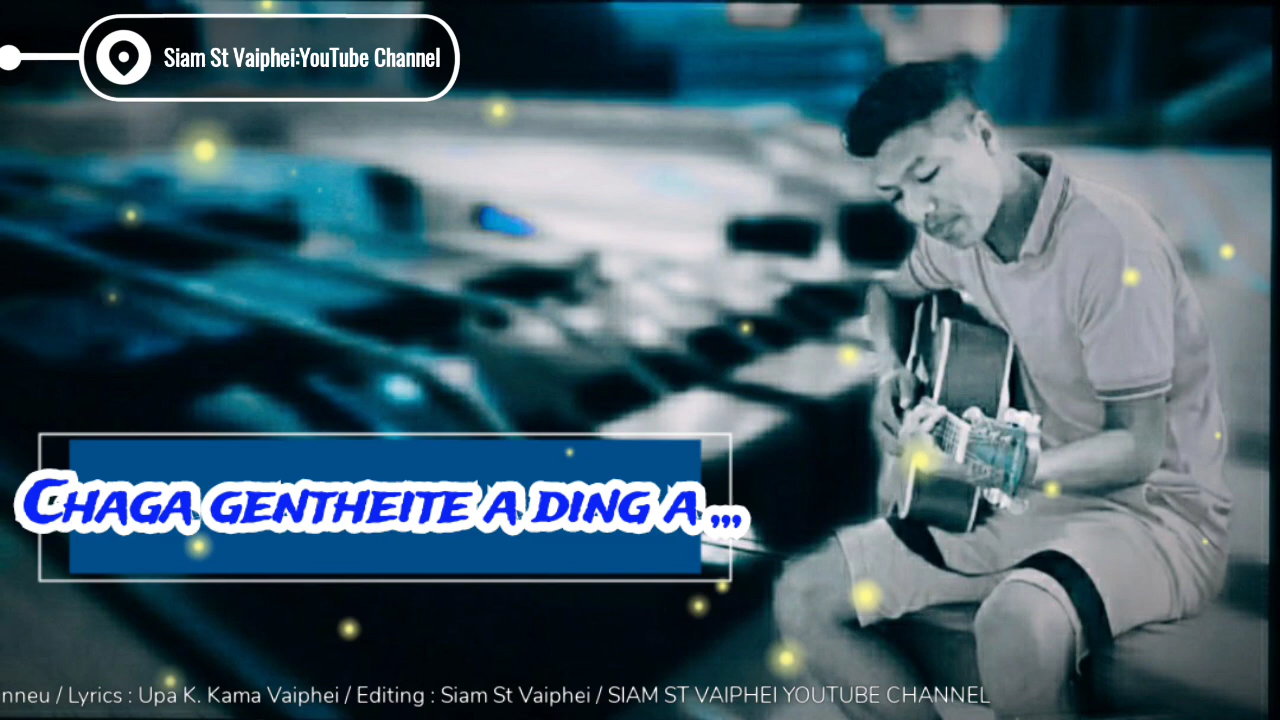 Siam St Vaiphei:YouTube Channel
Chaga gentheite a ding a ,,,
nneu / Lyrics : Upa K. Kama Vaiphei / Editing : Siam St Vaiphei / SIAM ST VAIPHEI YOUTUBE CHANNEL